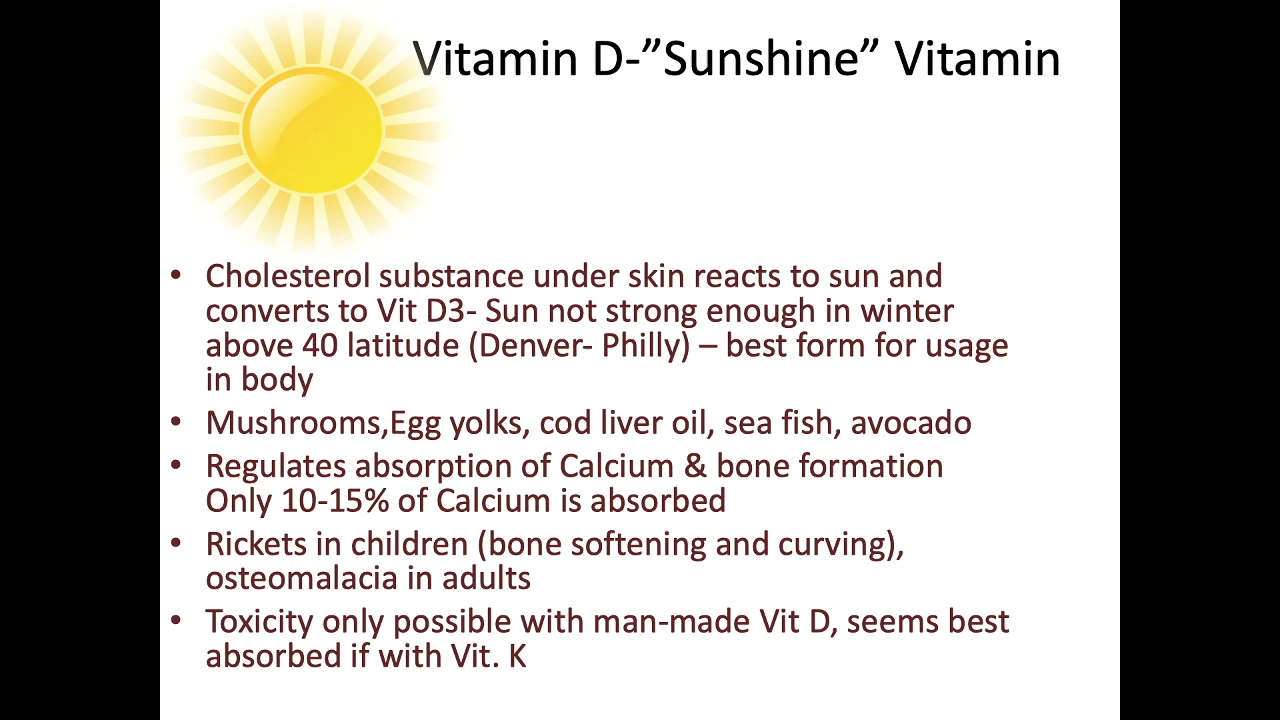 Vitamin D-”Sunshine” Vitamin
• Cholesterol substance under skin reacts to sun and
converts to Vit D3- Sun not strong enough in winter
above 40 latitude (Denver- Philly) – best form for usage
in body
• Mushrooms,Egg yolks, cod liver oil, sea fish, avocado
• Regulates absorption of Calcium & bone formation
Only 10-15% of Calcium is absorbed
• Rickets in children (bone softening and curving),
osteomalacia in adults
• Toxicity only possible with man-made Vit D, seems best
absorbed if with Vit. K